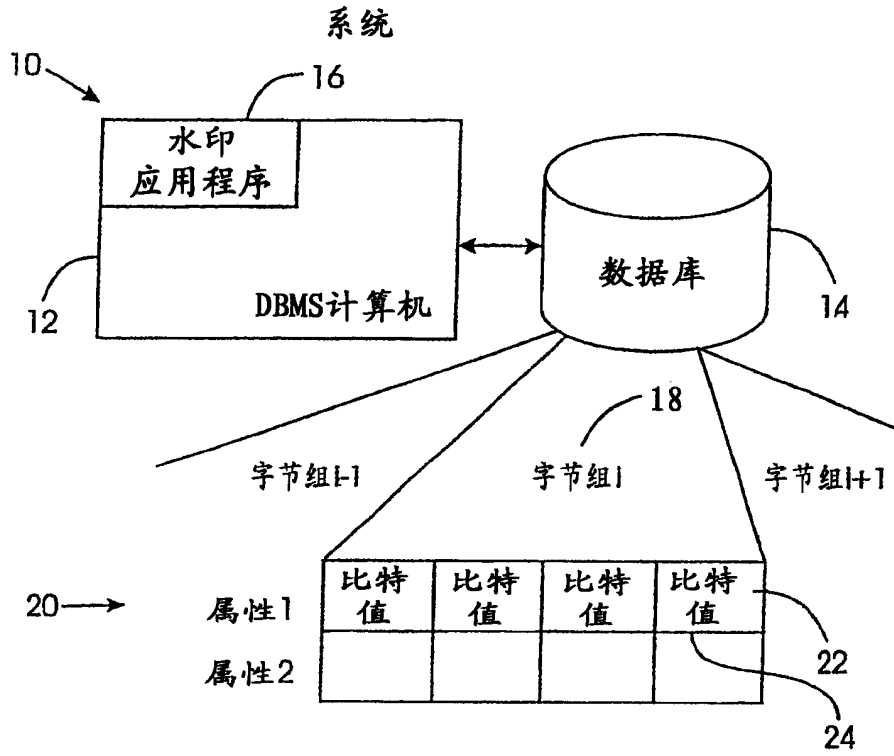 系统
10
16
水印
应用程序
12
DBMS计算机
数据库
14
18
字节组i-1
字节组i
字节组i+1
20
属性1
比特值
比特值
比特值
比特值
22
属性2
24